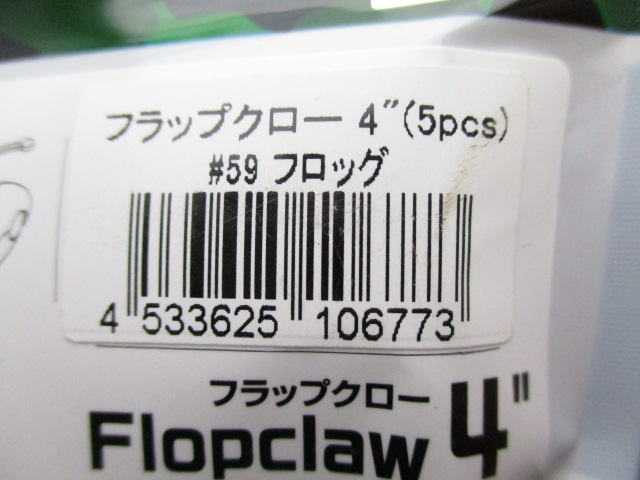 フラップクロー 4"(5pcs)
#59 フロッグ
4 533625 106773
フラップクロー
Flopclaw 4"